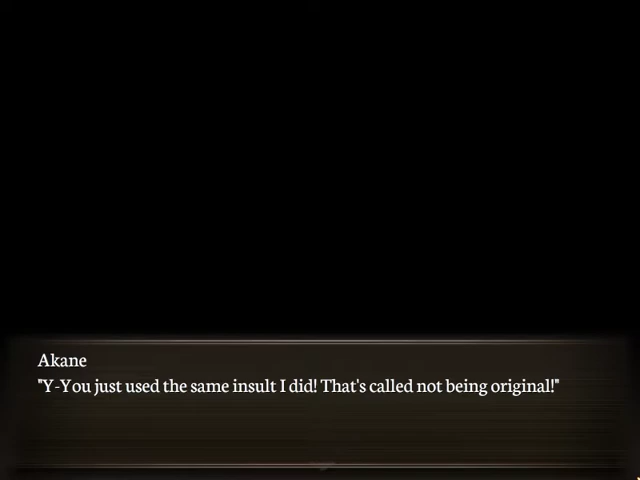 Akane
"Y-You just used the same insult I did! That's called not being original!"